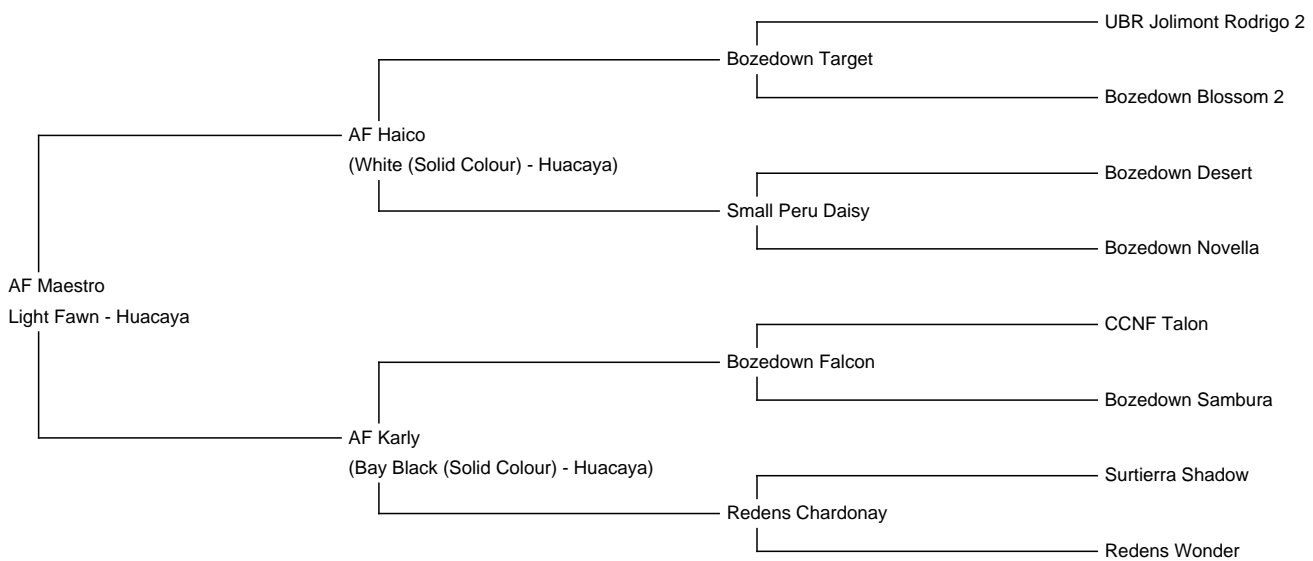 UBR Jolimont Rodrigo 2
Bozedown Target
Bozedown Blossom 2
AF Haico
(White (Solid Colour) - Huacaya)
Bozedown Desert
Small Peru Daisy
Bozedown Novella
AF Maestro
Light Fawn - Huacaya
CCNF Talon
Bozedown Falcon
Bozedown Sambura
AF Karly
(Bay Black (Solid Colour) - Huacaya)
Surtierra Shadow
Redens Chardonay
Redens Wonder